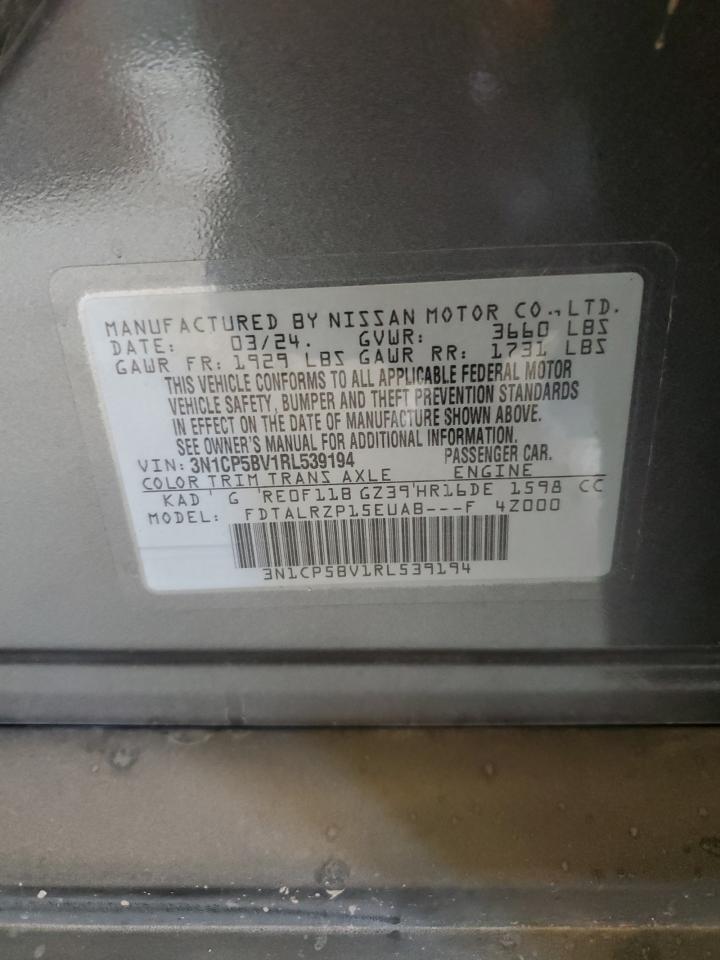 MANUFACTURED BY NISSAN MOTOR CO., LTD.
DATE: 03/24. GVWR: 3660 LBS
GAWR FR: 1929 LBS GAWR RR: 1731 LBS
THIS VEHICLE CONFORMS TO ALL APPLICABLE FEDERAL MOTOR
VEHICLE SAFETY, BUMPER AND THEFT PREVENTION STANDARDS
IN EFFECT ON THE DATE OF MANUFACTURE SHOWN ABOVE.
SEE OWNER'S MANUAL FOR ADDITIONAL INFORMATION.
VIN: 3N1CP5BV1RL539194 PASSENGER CAR.
COLOR TRIM TRANS AXLE ENGINE
KAD ' G 'RE0F11B GZ39'HR16DE 1598 CC
MODEL: FDTALRZP15EUAB---F 4Z000
3N1CP5BV1RL539194